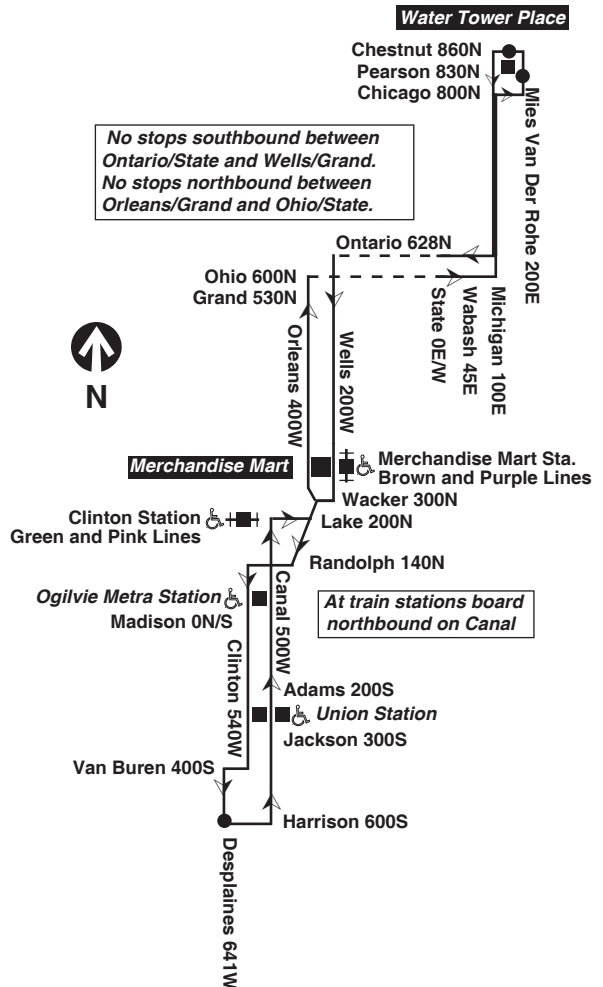 Water Tower Place
Chestnut 860N
Pearson 830N
Chicago 800N
Mies Van Der Rohe 200E
No stops southbound between
Ontario/State and Wells/Grand.
No stops northbound between
Orleans/Grand and Ohio/State.
Ontario 628N
Ohio 600N
Grand 530N
Michigan 100E
Wabash 45E
State 0E/W
Wells 200W
Orleans 400W
N
Merchandise Mart
Merchandise Mart Sta.
Brown and Purple Lines
Wacker 300N
Clinton Station
Green and Pink Lines
Lake 200N
Randolph 140N
Ogilvie Metra Station
Madison 0N/S
Canal 500W
At train stations board
northbound on Canal
Clinton 540W
Adams 200S
Union Station
Jackson 300S
Van Buren 400S
Harrison 600S
Desplaines 641W